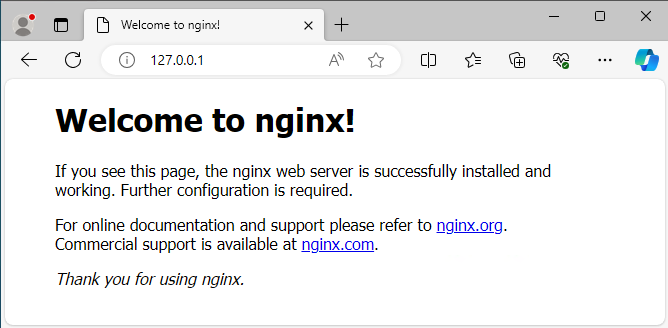 Welcome to nginx!
127.0.0.1
Welcome to nginx!
If you see this page, the nginx web server is successfully installed and
working. Further configuration is required.
For online documentation and support please refer to nginx.org.
Commercial support is available at nginx.com.
Thank you for using nginx.